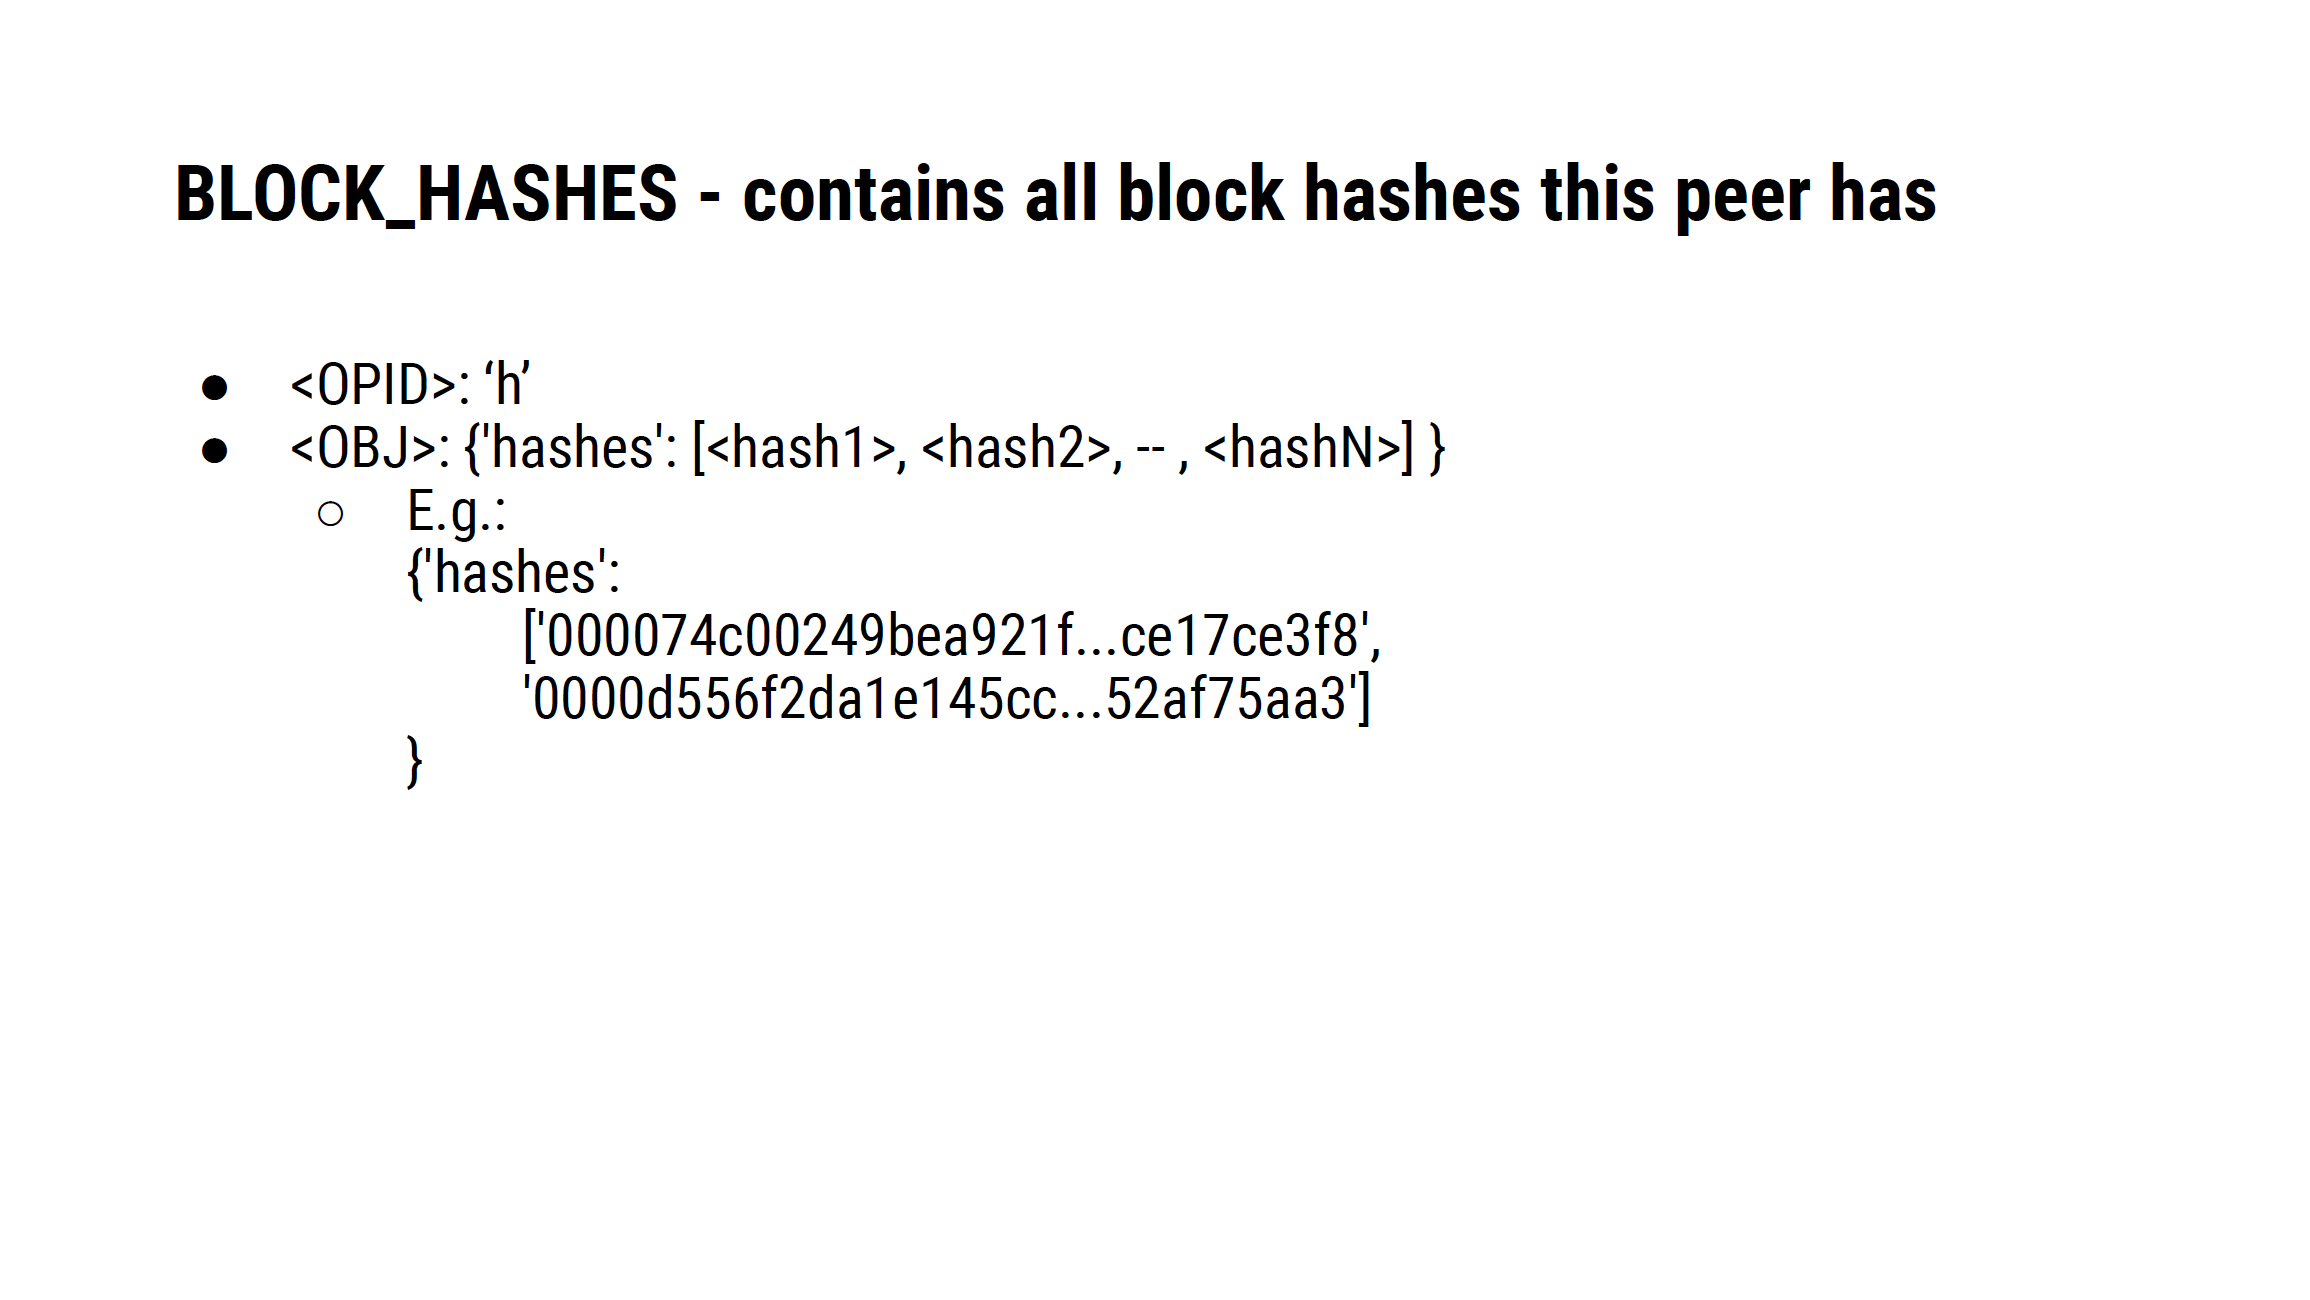 BLOCK_HASHES - contains all block hashes this peer has
● <OPID>: ‘h’
● <OBJ>: {'hashes': [<hash1>, <hash2>, -- , <hashN>] }
○ E.g.:
{'hashes':
['000074c00249bea921f...ce17ce3f8',
'0000d556f2da1e145cc...52af75aa3']
}